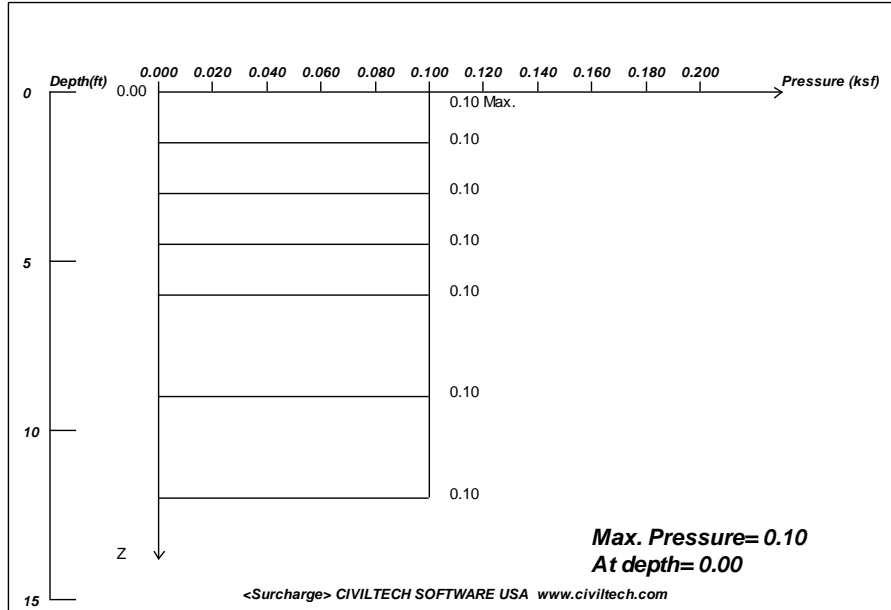 0.000 0.020 0.040 0.060 0.080 0.100 0.120 0.140 0.160 0.180 0.200
Depth(ft) Pressure (ksf)
0 0.00
0.10 Max.
0.10
0.10
0.10
5
0.10
0.10
10
0.10
Max. Pressure= 0.10
Z
At depth= 0.00
<Surcharge> CIVILTECH SOFTWARE USA www.civiltech.com
15